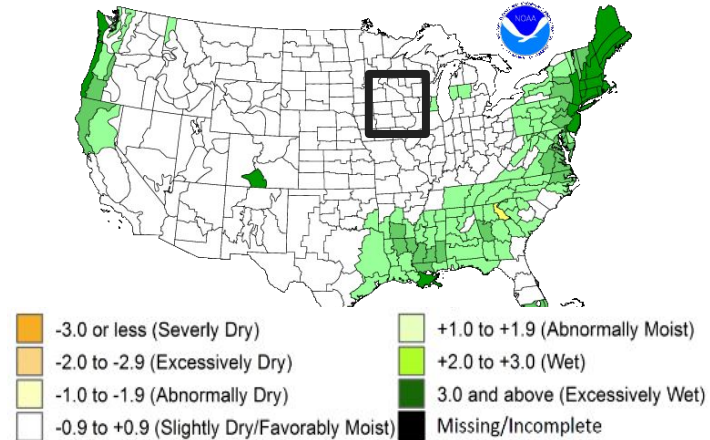 NOAA
-3.0 or less (Severly Dry)
-2.0 to -2.9 (Excessively Dry)
-1.0 to -1.9 (Abnormally Dry)
-0.9 to +0.9 (Slightly Dry/Favorably Moist)
+1.0 to +1.9 (Abnormally Moist)
+2.0 to +3.0 (Wet)
3.0 and above (Excessively Wet)
Missing/Incomplete